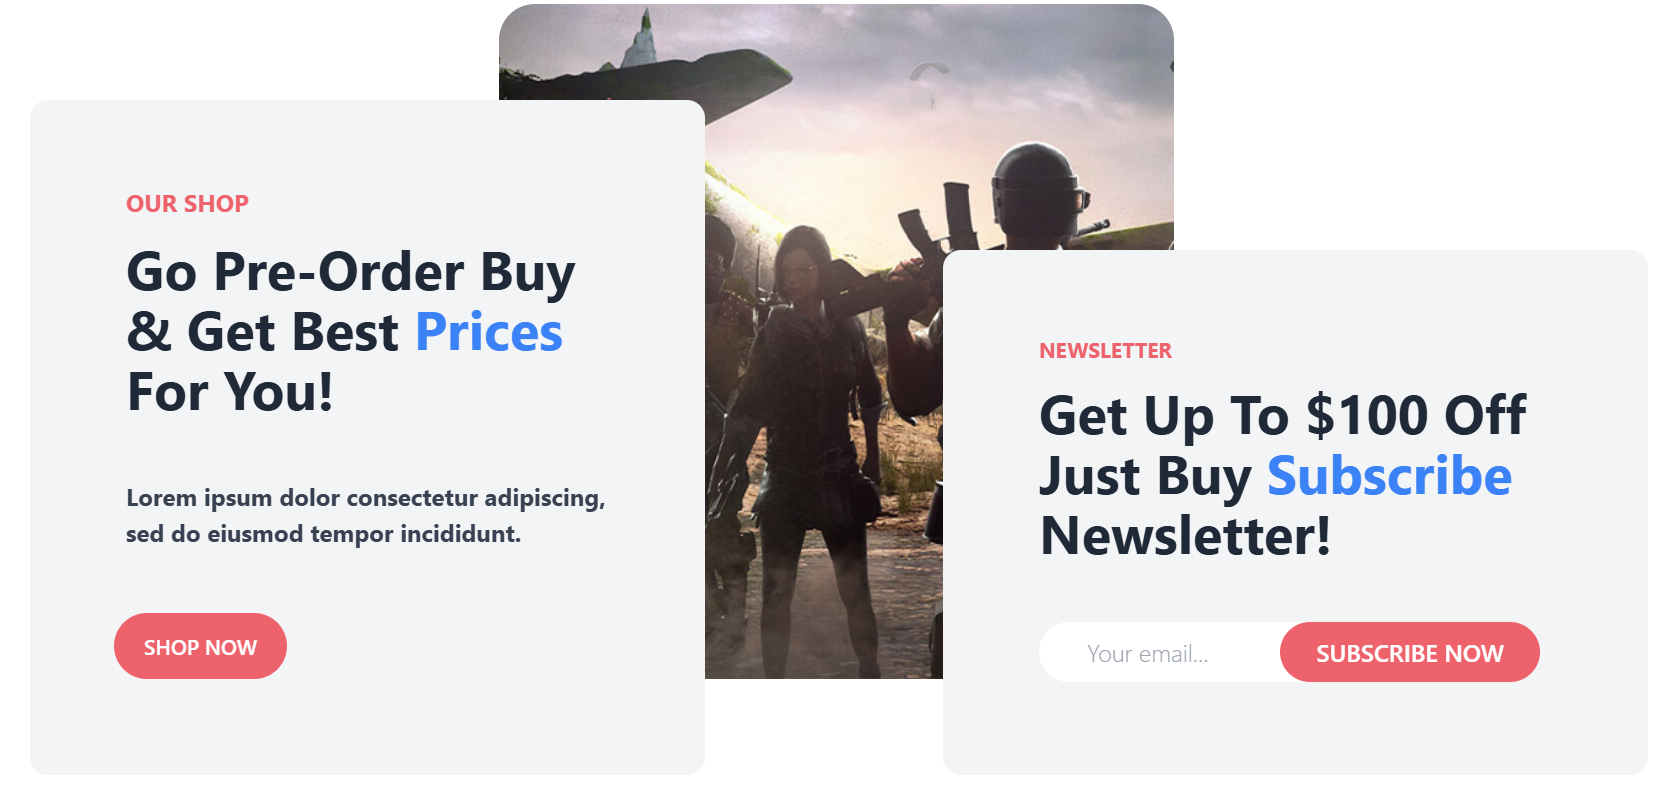 OUR SHOP
Go Pre-Order Buy
& Get Best Prices
For You!
Lorem ipsum dolor consectetur adipiscing,
sed do eiusmod tempor incididunt.
SHOP NOW
NEWSLETTER
Get Up To $100 Off
Just Buy Subscribe
Newsletter!
Your email...
SUBSCRIBE NOW